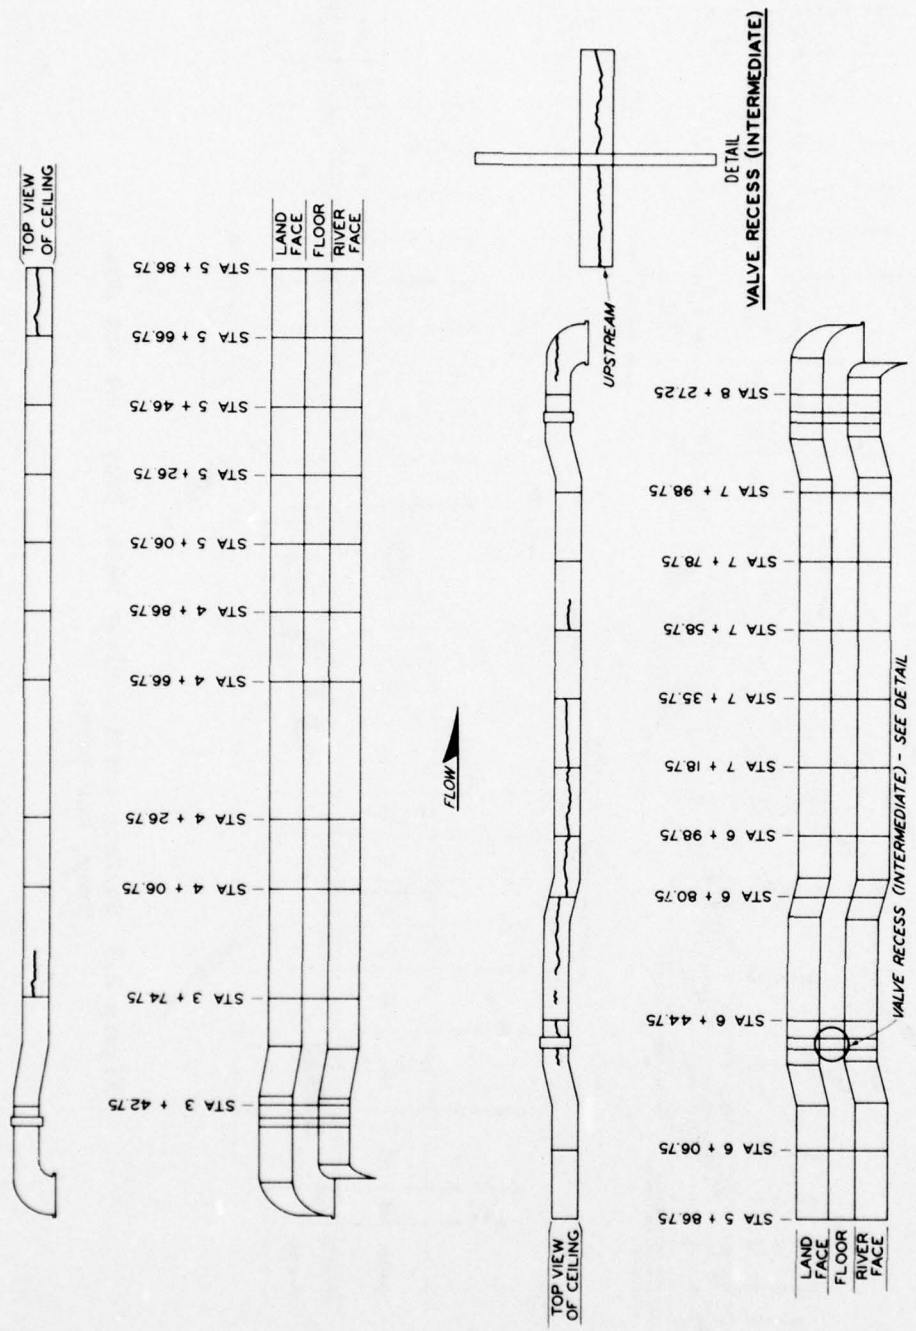 TOP VIEW
OF CEILING
STA 3 + 42.75
STA 3 + 74.75
STA 4 + 06.75
STA 4 + 26.75
STA 4 + 66.75
STA 4 + 86.75
STA 5 + 06.75
STA 5 + 26.75
STA 5 + 46.75
STA 5 + 66.75
STA 5 + 86.75
LAND
FACE
FLOOR
RIVER
FACE
FLOW
UPSTREAM
DETAIL
VALVE RECESS (INTERMEDIATE)
TOP VIEW
OF CEILING
STA 5 + 86.75
STA 6 + 06.75
STA 6 + 44.75
STA 6 + 80.75
STA 6 + 98.75
STA 7 + 18.75
STA 7 + 35.75
STA 7 + 58.75
STA 7 + 78.75
STA 7 + 98.75
STA 8 + 27.25
LAND
FACE
FLOOR
RIVER
FACE
VALVE RECESS (INTERMEDIATE) - SEE DETAIL